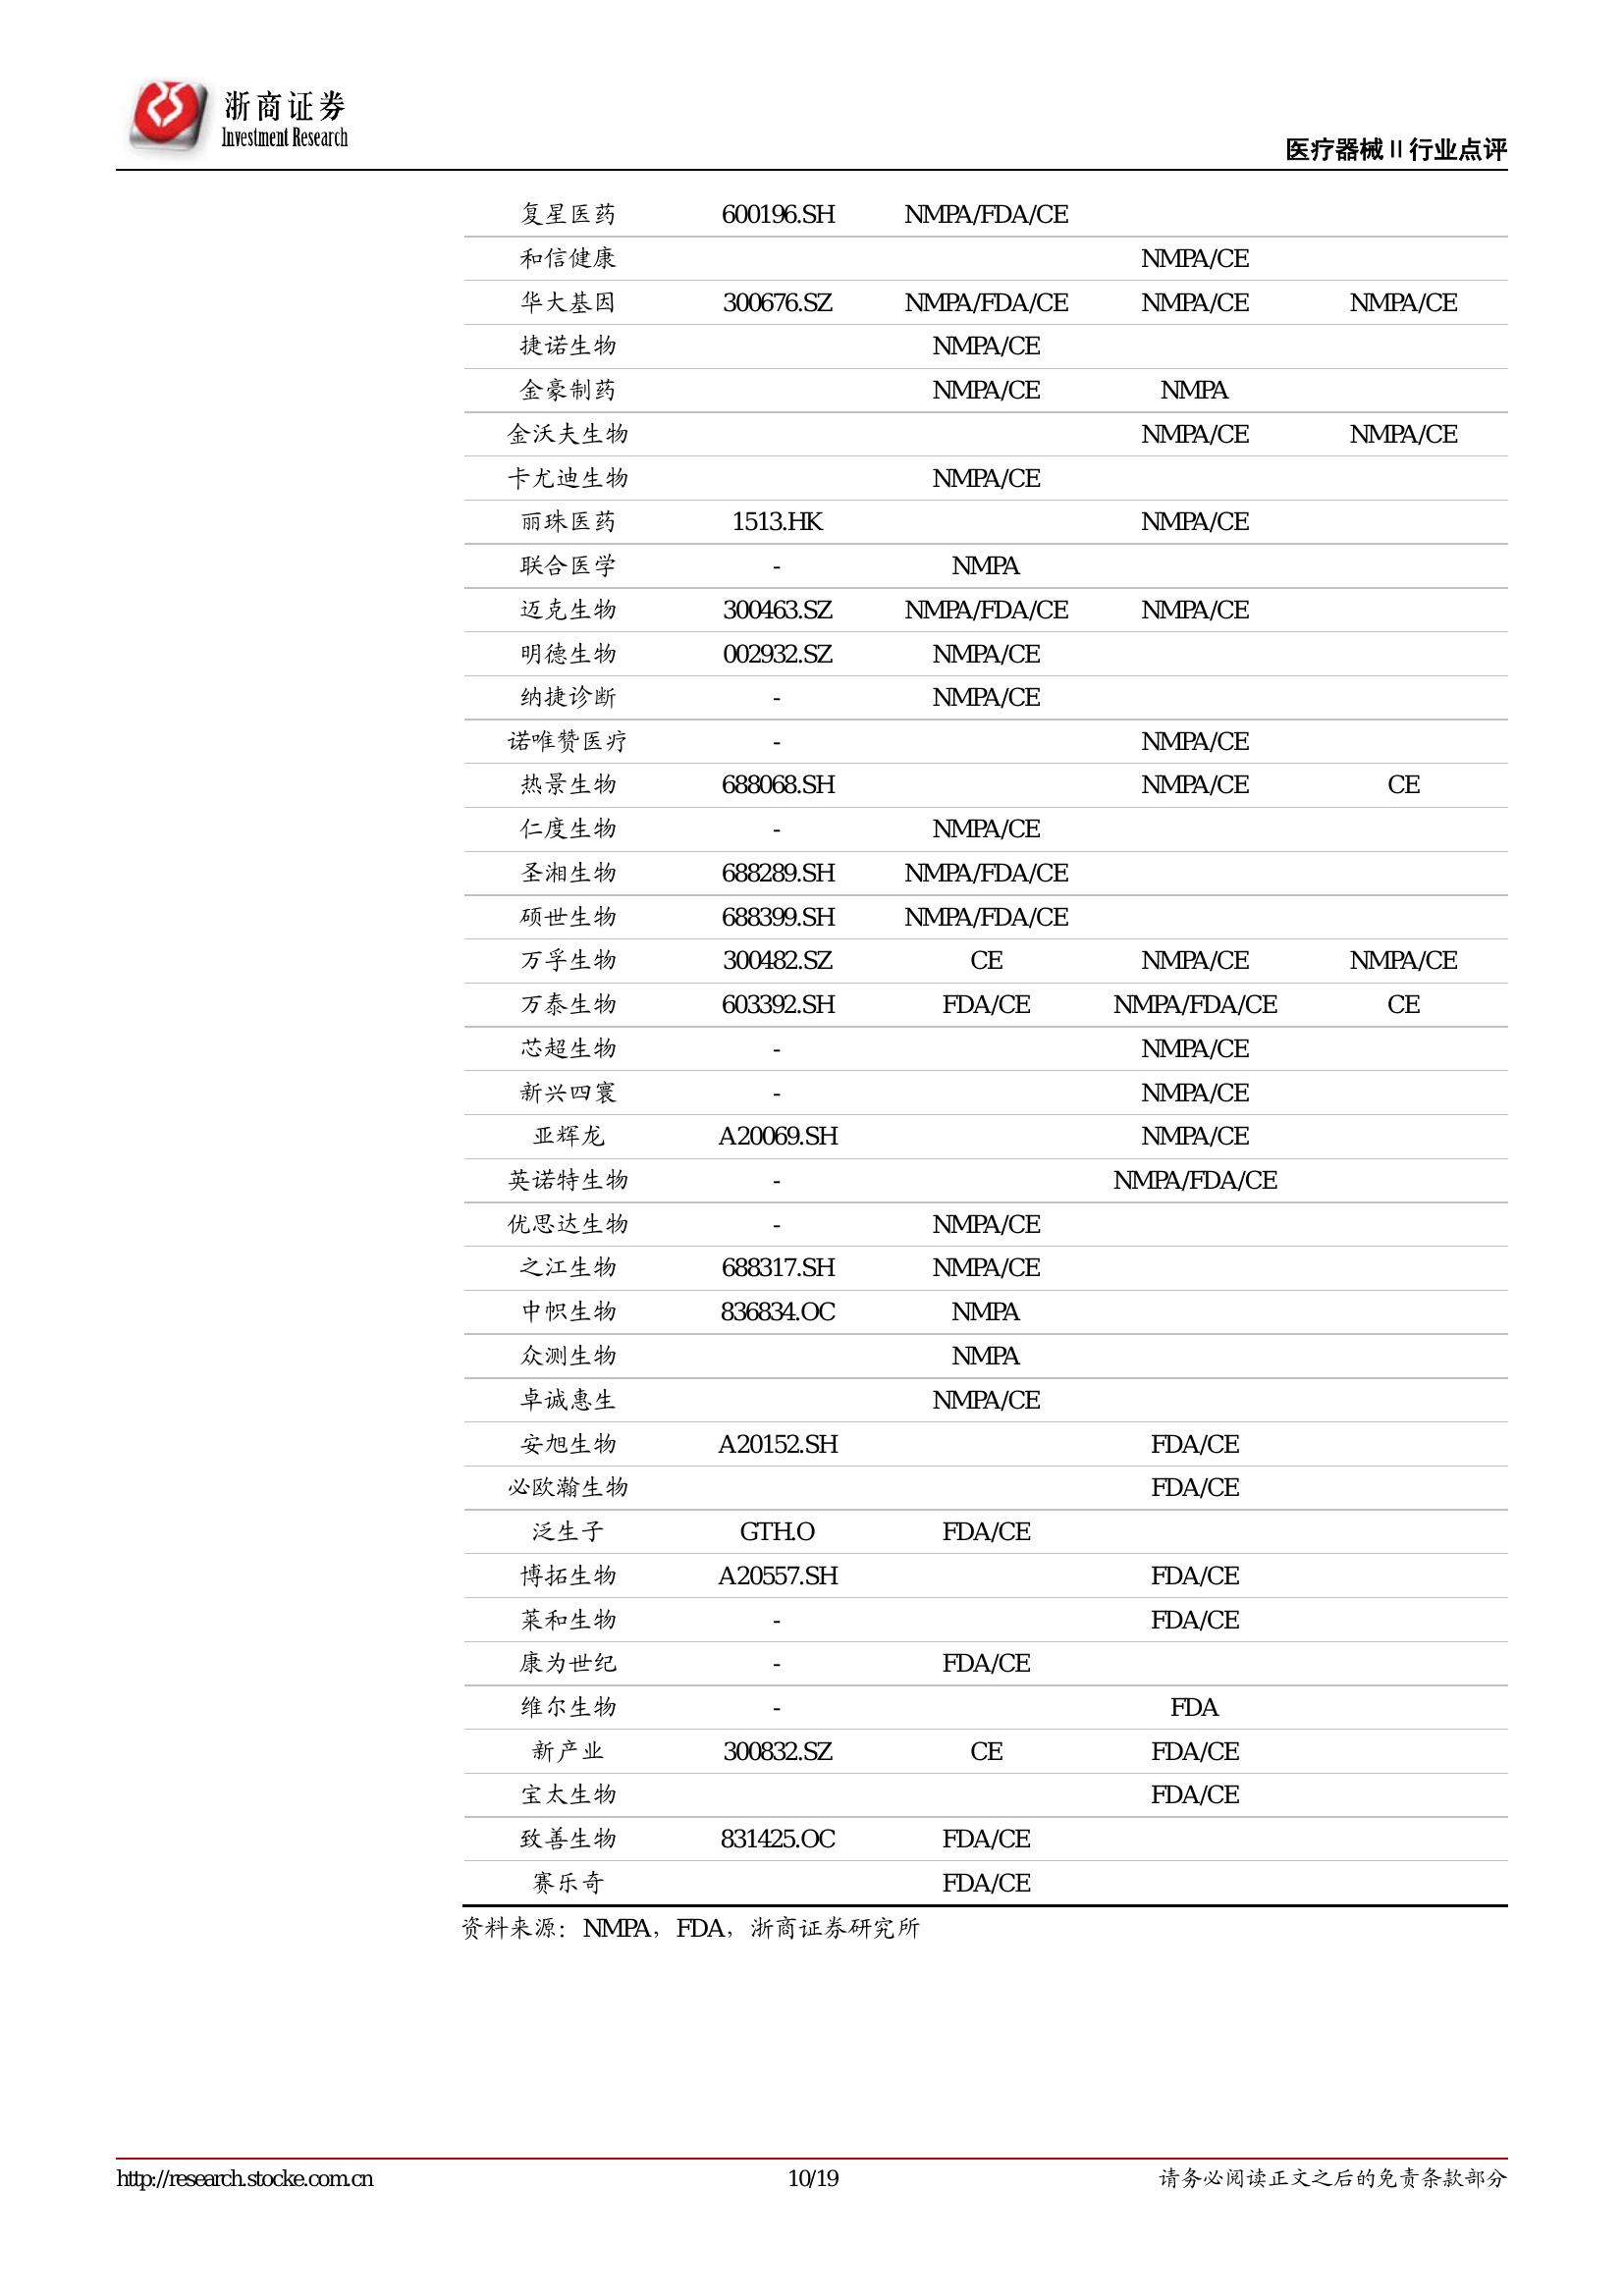 浙商证券
Investment Research
医疗器械Ⅱ行业点评
复星医药 600196.SH NMPA/FDA/CE
和信健康 NMPA/CE
华大基因 300676.SZ NMPA/FDA/CE NMPA/CE NMPA/CE
捷诺生物 NMPA/CE
金豪制药 NMPA/CE NMPA
金沃夫生物 NMPA/CE NMPA/CE
卡尤迪生物 NMPA/CE
丽珠医药 1513.HK NMPA/CE
联合医学 - NMPA
迈克生物 300463.SZ NMPA/FDA/CE NMPA/CE
明德生物 002932.SZ NMPA/CE
纳捷诊断 - NMPA/CE
诺唯赞医疗 - NMPA/CE
热景生物 688068.SH NMPA/CE CE
仁度生物 - NMPA/CE
圣湘生物 688289.SH NMPA/FDA/CE
硕世生物 688399.SH NMPA/FDA/CE
万孚生物 300482.SZ CE NMPA/CE NMPA/CE
万泰生物 603392.SH FDA/CE NMPA/FDA/CE CE
芯超生物 - NMPA/CE
新兴四寰 - NMPA/CE
亚辉龙 A20069.SH NMPA/CE
英诺特生物 - NMPA/FDA/CE
优思达生物 - NMPA/CE
之江生物 688317.SH NMPA/CE
中帜生物 836834.OC NMPA
众测生物 NMPA
卓诚惠生 NMPA/CE
安旭生物 A20152.SH FDA/CE
必欧瀚生物 FDA/CE
泛生子 GTH.O FDA/CE
博拓生物 A20557.SH FDA/CE
莱和生物 - FDA/CE
康为世纪 - FDA/CE
维尔生物 - FDA
新产业 300832.SZ CE FDA/CE
宝太生物 FDA/CE
致善生物 831425.OC FDA/CE
赛乐奇 FDA/CE
资料来源：NMPA，FDA，浙商证券研究所
http://research.stocke.com.cn 10/19 请务必阅读正文之后的免责条款部分